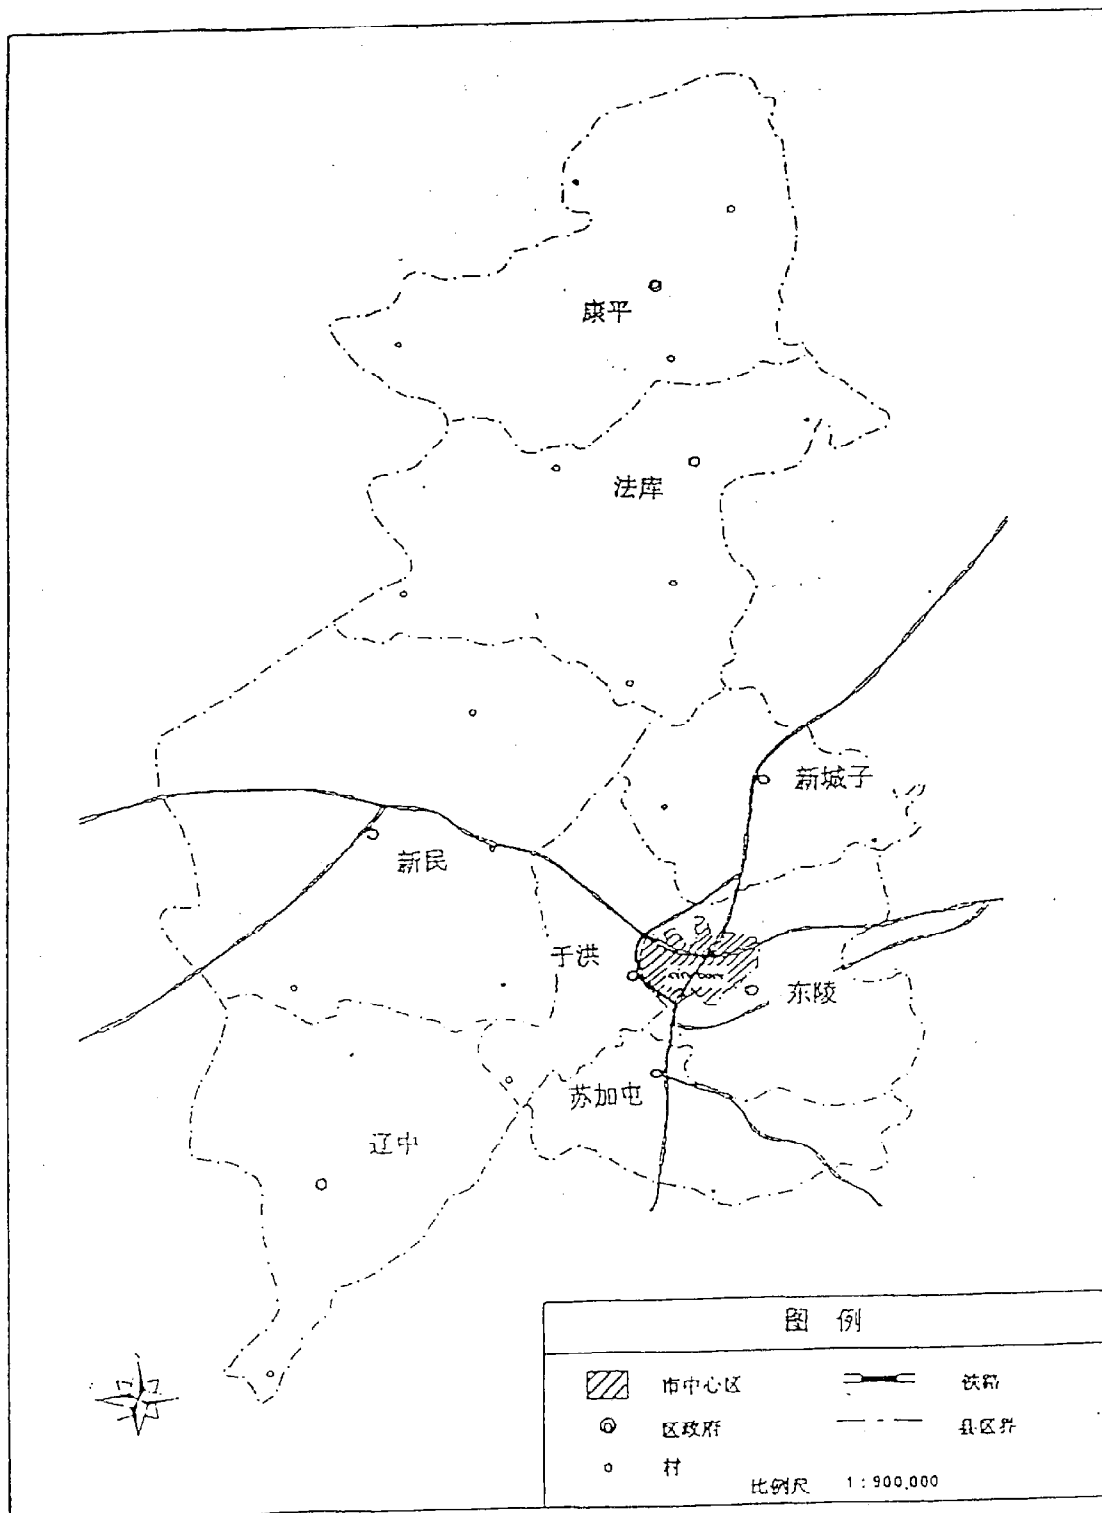 康平
法库
新城子
新民
于洪
东陵
苏加屯
辽中
图例
市中心区
铁路
区政府
县区界
村
比例尺 1:900,000